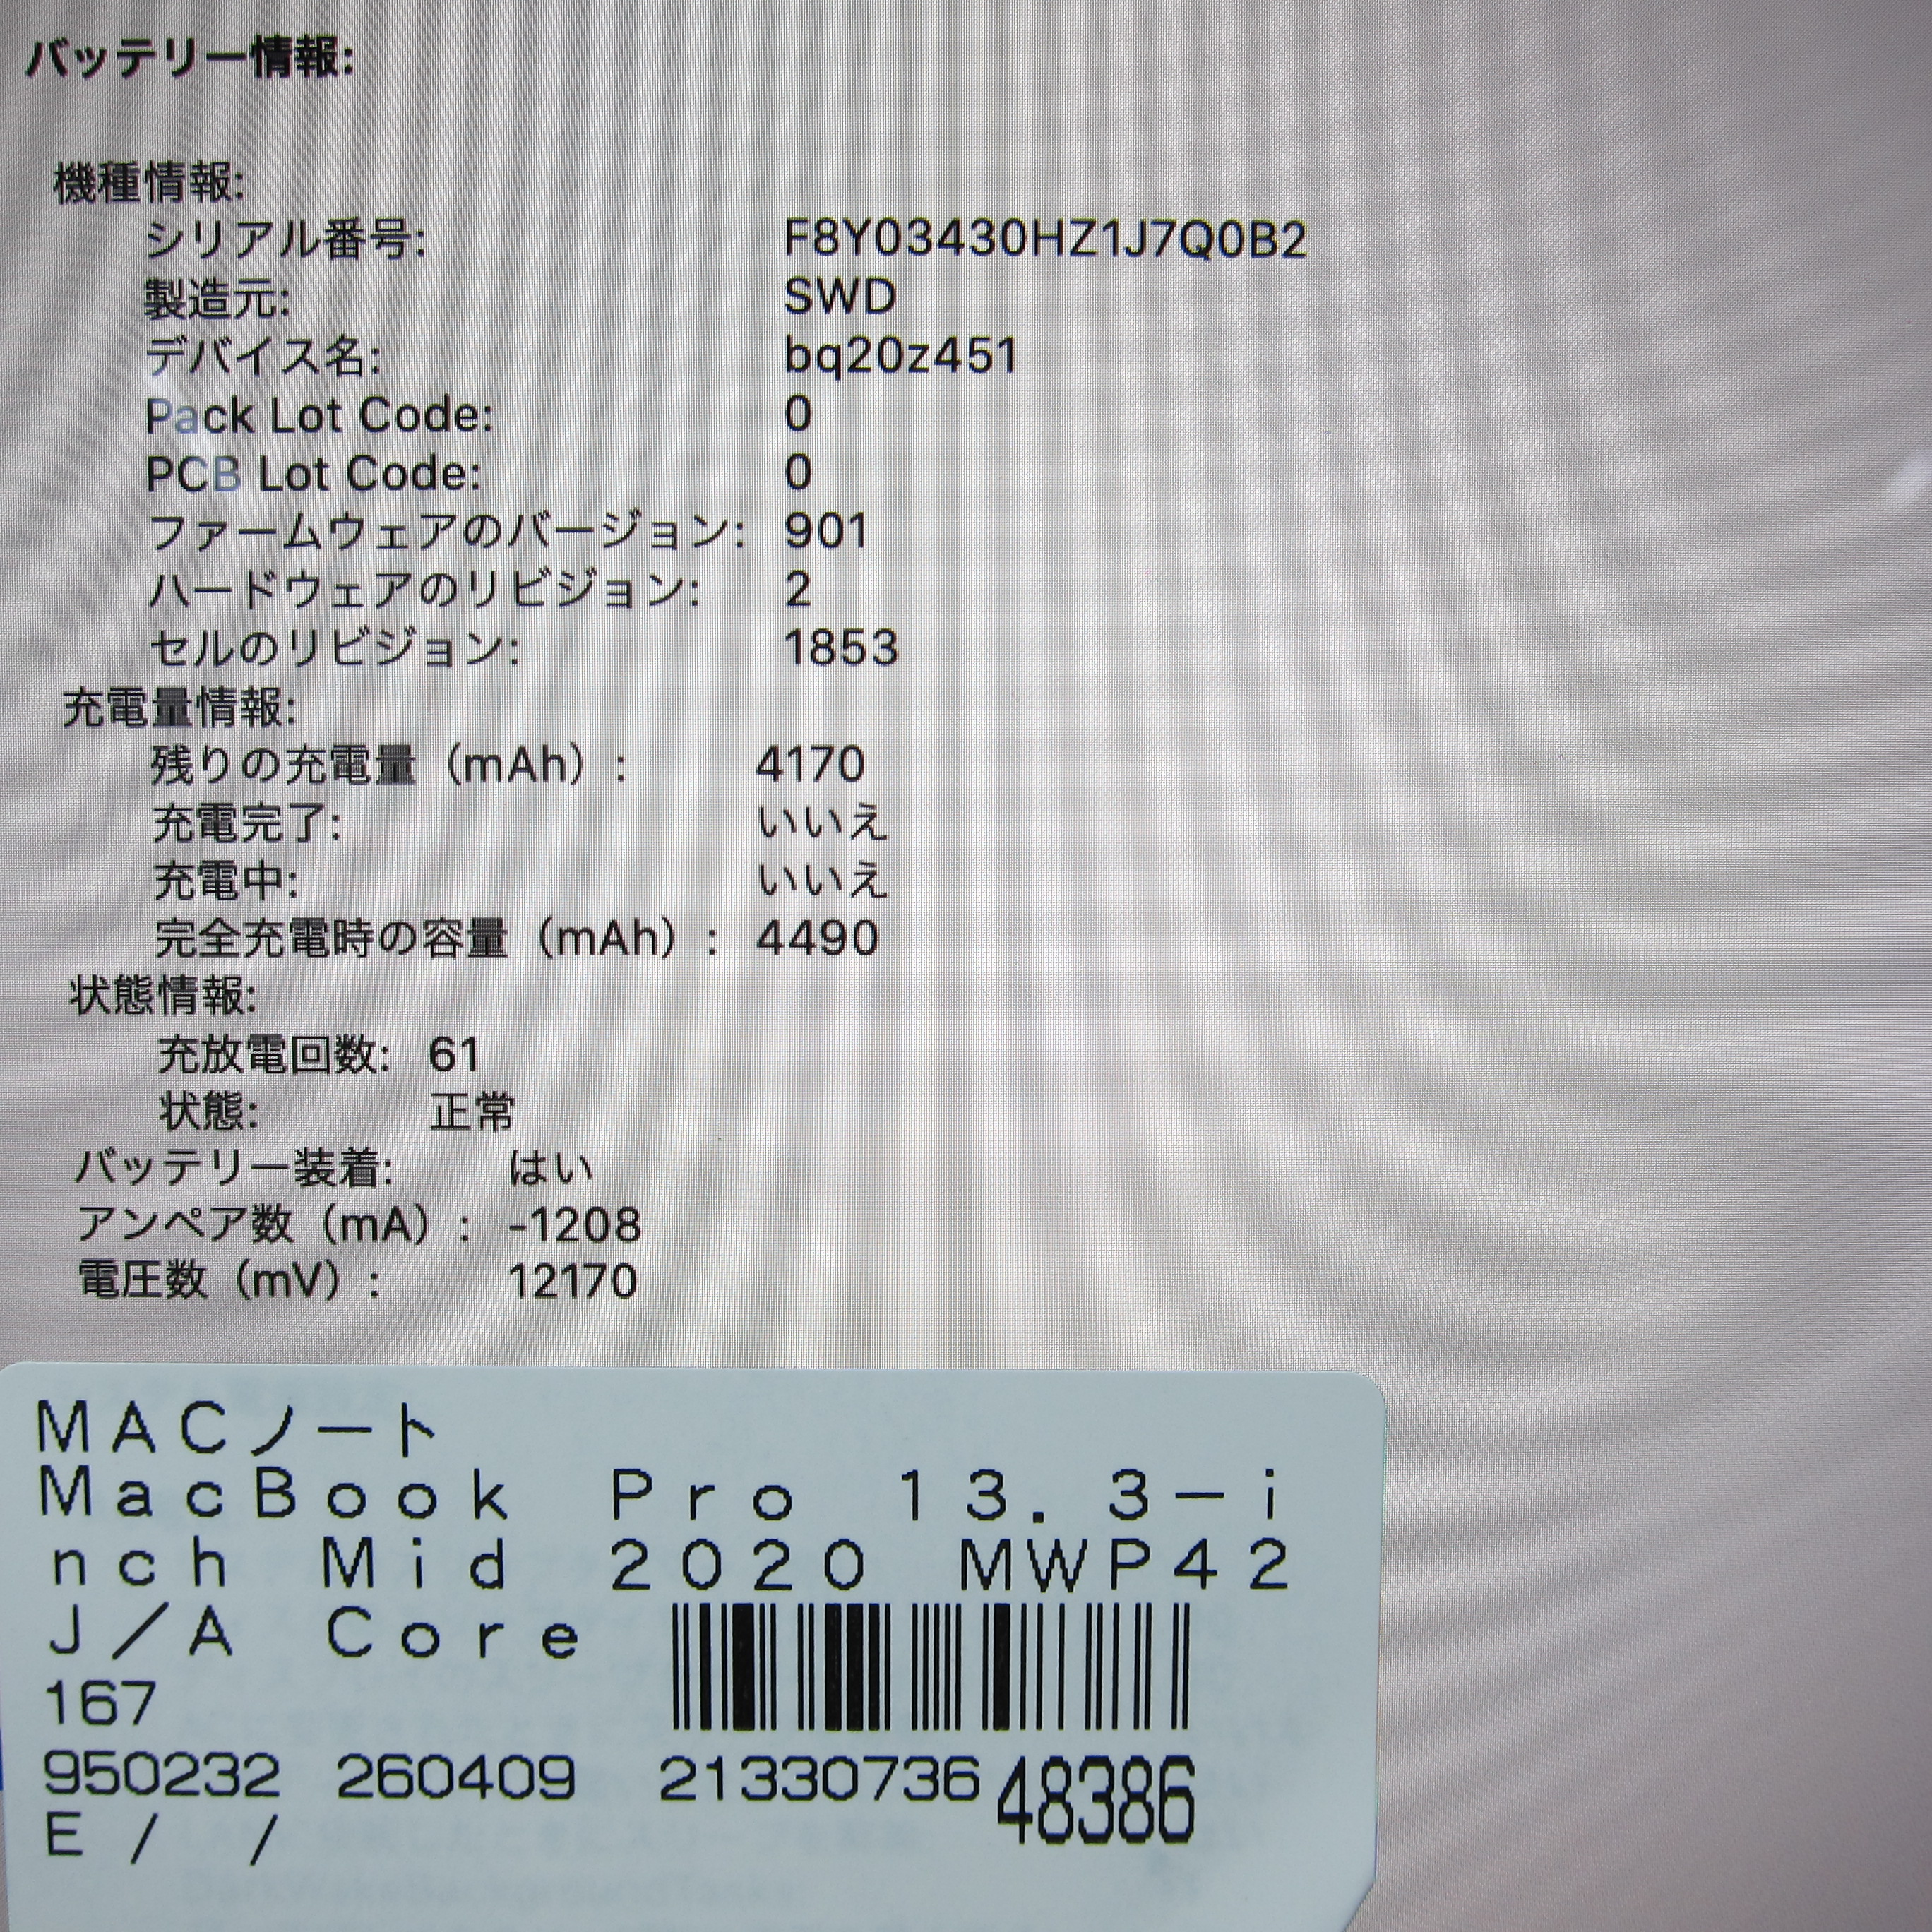 バッテリー情報:
機種情報:
シリアル番号: F8Y03430HZ1J7Q0B2
製造元: SWD
デバイス名: bq20z451
Pack Lot Code: 0
PCB Lot Code: 0
ファームウェアのバージョン: 901
ハードウェアのリビジョン: 2
セルのリビジョン: 1853
充電量情報:
残りの充電量（mAh）: 4170
充電完了: いいえ
充電中: いいえ
完全充電時の容量（mAh）: 4490
状態情報:
充放電回数: 61
状態: 正常
バッテリー装着: はい
アンペア数（mA）: -1208
電圧数（mV）: 12170
MACノート
MacBook Pro 13.3-i
nch Mid 2020 MWP42
J/A Core
167
950232 260409 21330736 48386
E / /